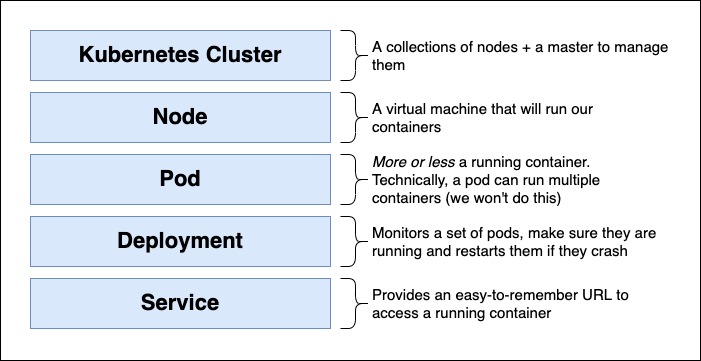 Kubernetes Cluster
A collections of nodes + a master to manage
them
Node
A virtual machine that will run our
containers
Pod
More or less a running container.
Technically, a pod can run multiple
containers (we won't do this)
Deployment
Monitors a set of pods, make sure they are
running and restarts them if they crash
Service
Provides an easy-to-remember URL to
access a running container